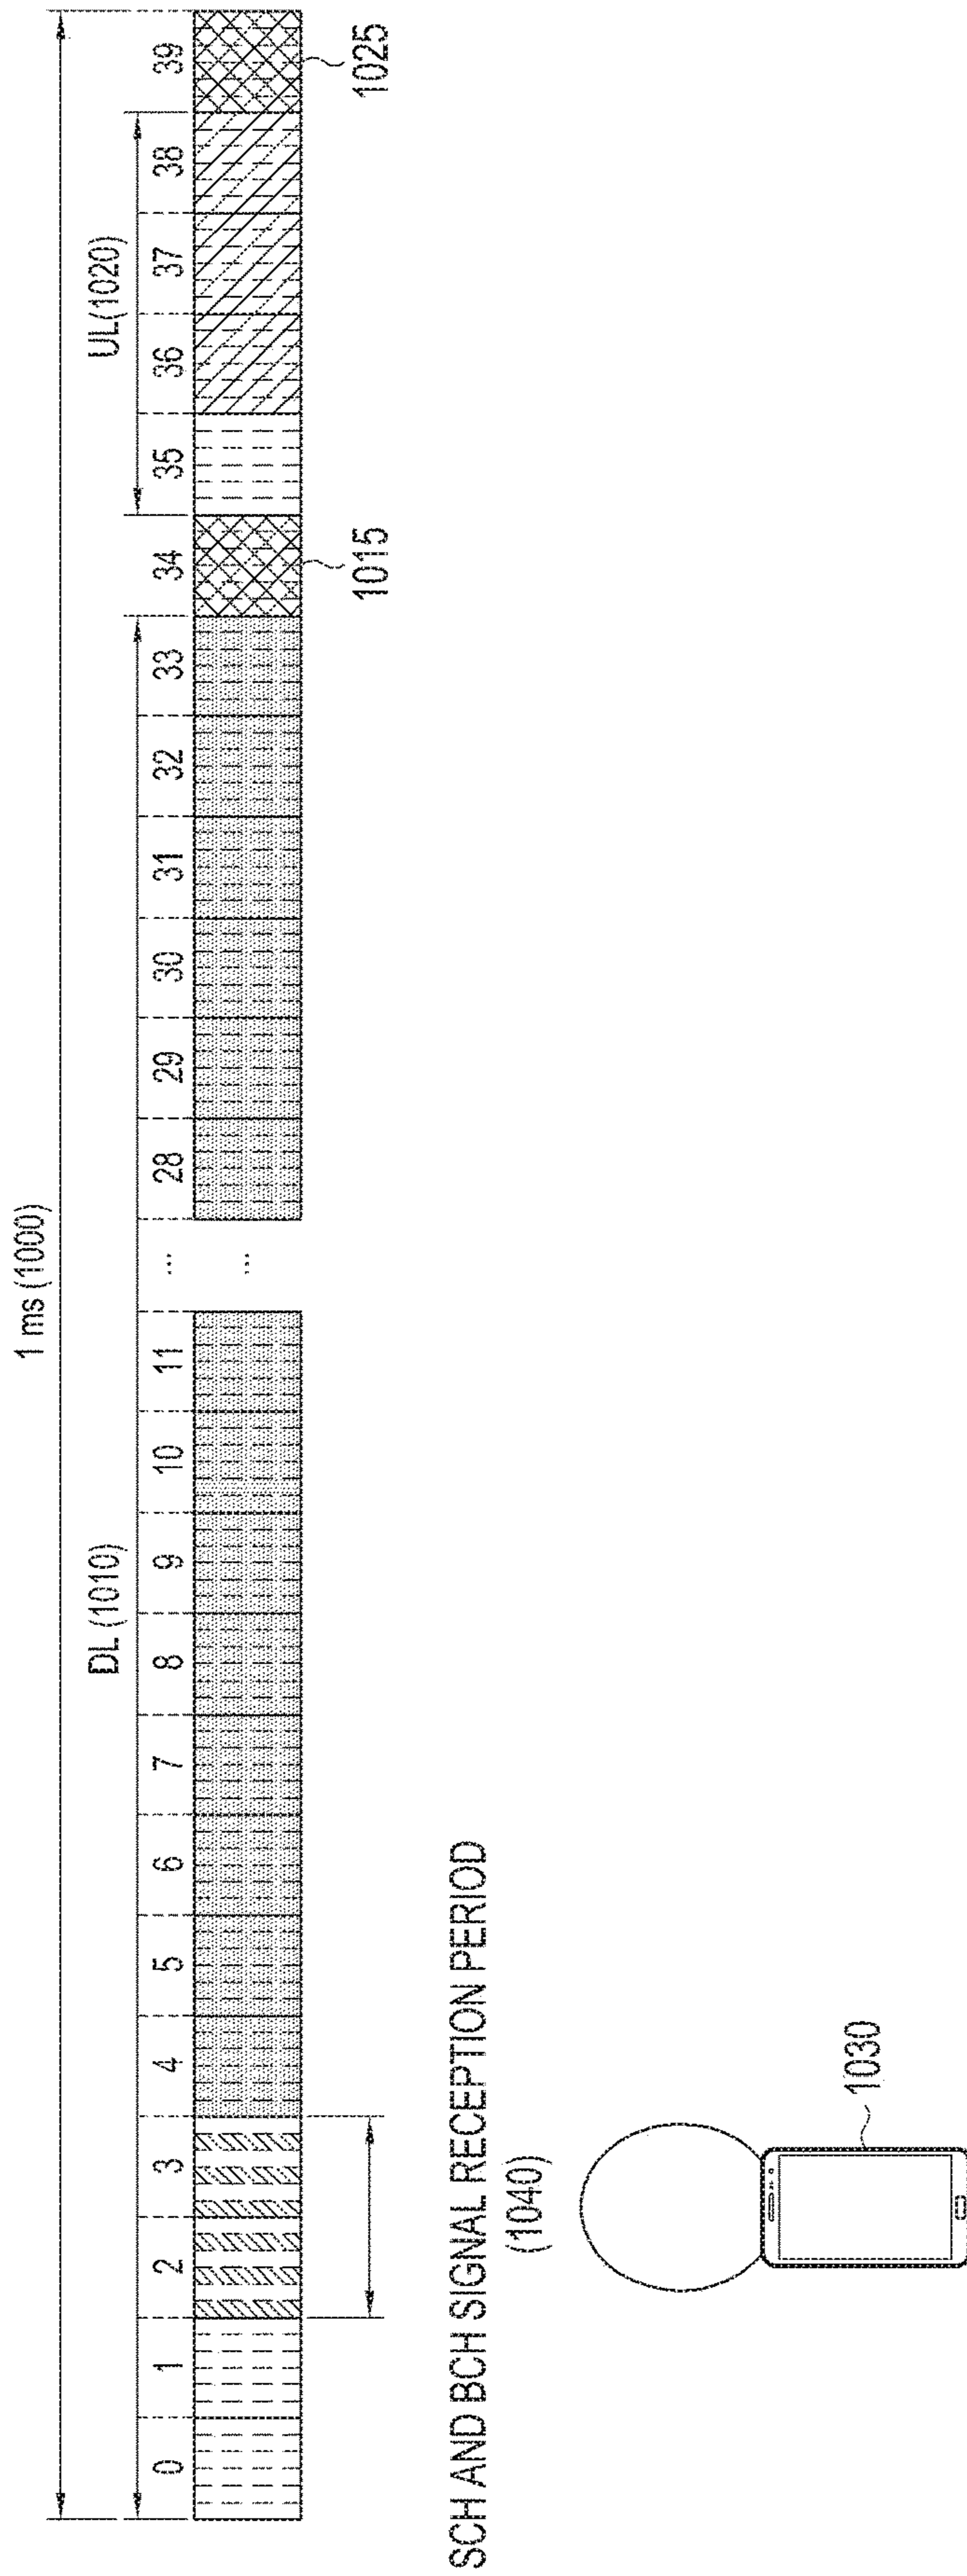 1 ms (1000)
DL (1010)
UL(1020)
0 1 2 3 4 5 6 7 8 9 10 11 ... 28 29 30 31 32 33 34 35 36 37 38 39
...
1015
1025
SCH AND BCH SIGNAL RECEPTION PERIOD
(1040)
1030